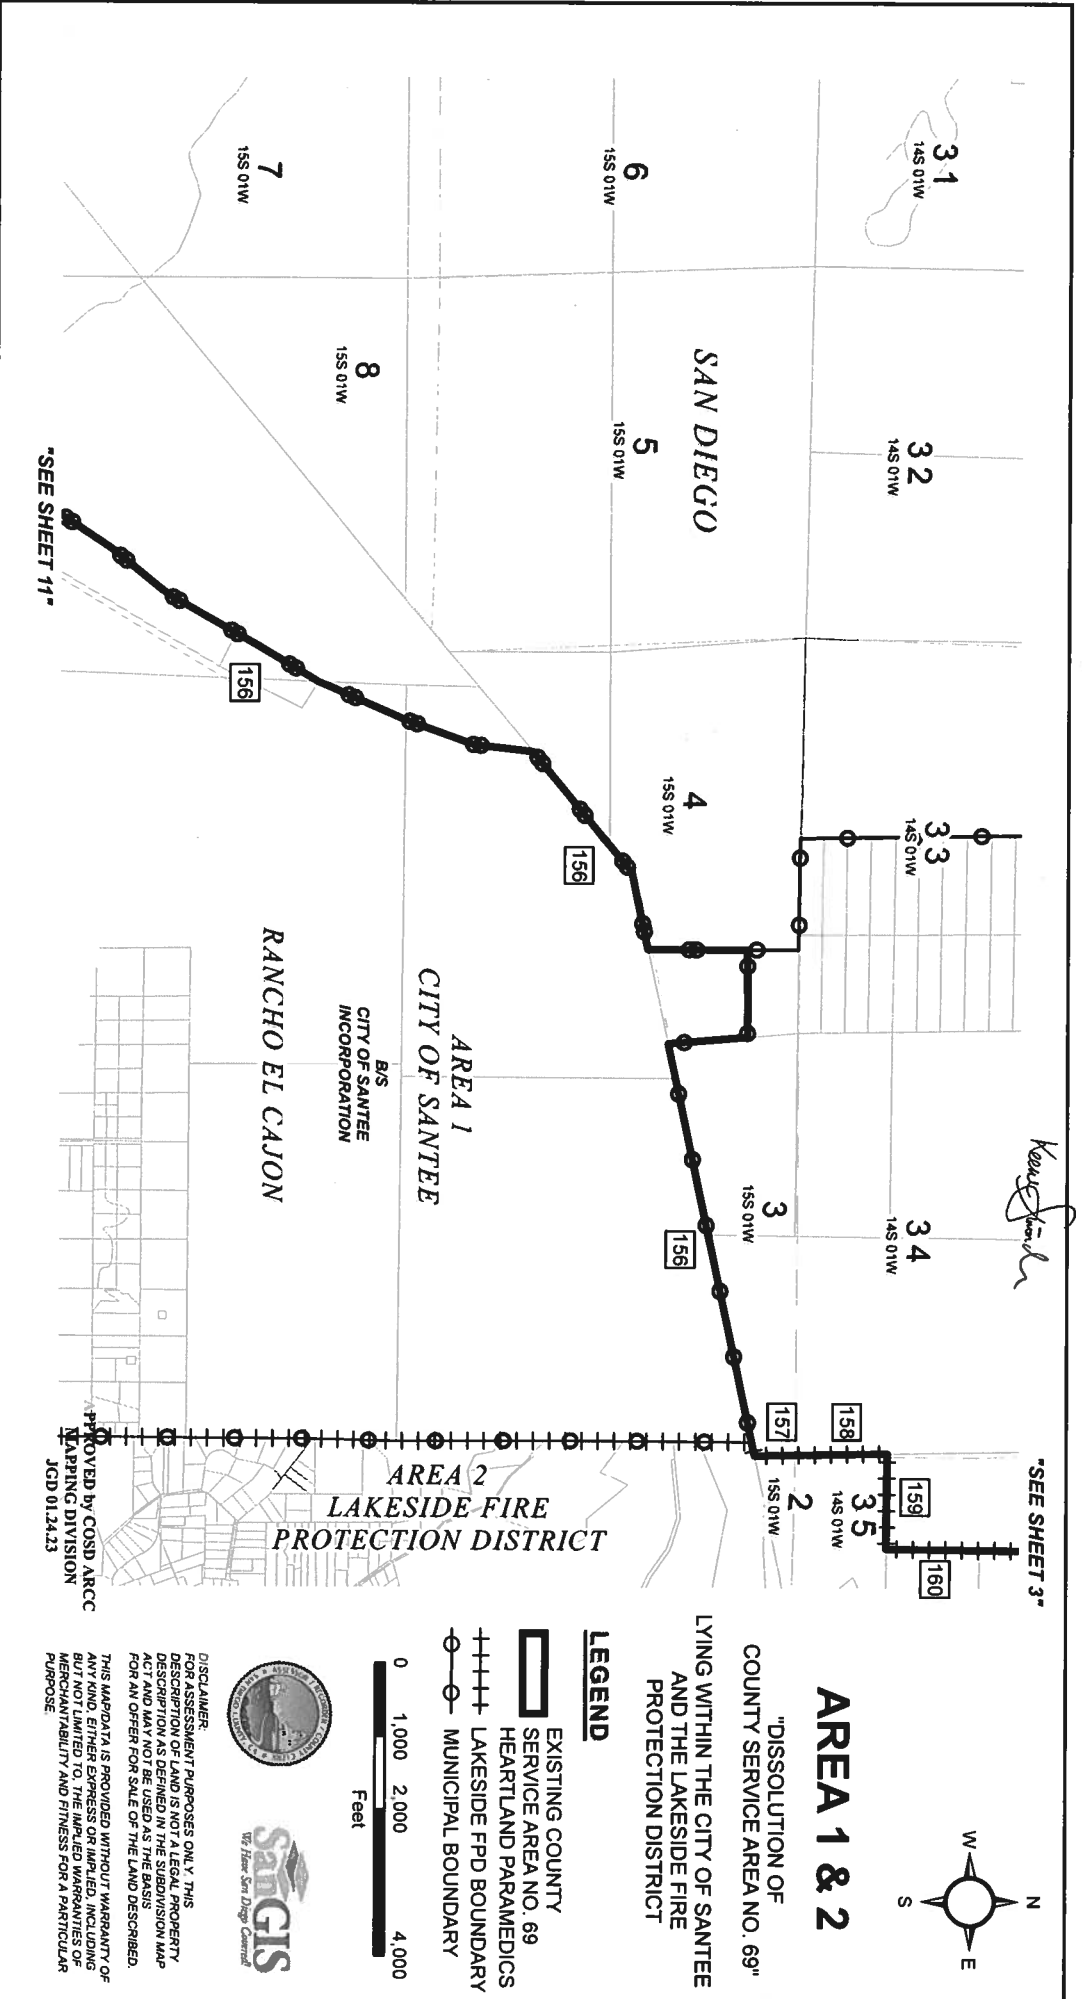 3 1
14S 01W
3 2
14S 01W
3 3
14S 01W
3 4
14S 01W
"SEE SHEET 3"
6
15S 01W
SAN DIEGO
5
15S 01W
4
15S 01W
3
15S 01W
157
158
159
160
3 5
14S 01W
2
15S 01W
7
15S 01W
8
15S 01W
156
156
156
"SEE SHEET 11"
AREA 1
CITY OF SANTEE
B/S
CITY OF SANTEE
INCORPORATION
RANCHO EL CAJON
AREA 2
LAKESIDE FIRE
PROTECTION DISTRICT
APPROVED by COSD ARCC
MAPPING DIVISION
JGD 01.24.23
N
W
E
S
AREA 1 & 2
"DISSOLUTION OF
COUNTY SERVICE AREA NO. 69"
LYING WITHIN THE CITY OF SANTEE
AND THE LAKESIDE FIRE
PROTECTION DISTRICT
LEGEND
EXISTING COUNTY
SERVICE AREA NO. 69
HEARTLAND PARAMEDICS
LAKESIDE FPD BOUNDARY
MUNICIPAL BOUNDARY
0 1,000 2,000 4,000
Feet
SanGIS
We Have San Diego Covered!
DISCLAIMER:
FOR ASSESSMENT PURPOSES ONLY. THIS
DESCRIPTION OF LAND IS NOT A LEGAL PROPERTY
DESCRIPTION AS DEFINED IN THE SUBDIVISION MAP
ACT AND MAY NOT BE USED AS THE BASIS
FOR AN OFFER FOR SALE OF THE LAND DESCRIBED.
THIS MAP/DATA IS PROVIDED WITHOUT WARRANTY OF
ANY KIND, EITHER EXPRESS OR IMPLIED, INCLUDING
BUT NOT LIMITED TO, THE IMPLIED WARRANTIES OF
MERCHANTABILITY AND FITNESS FOR A PARTICULAR
PURPOSE.